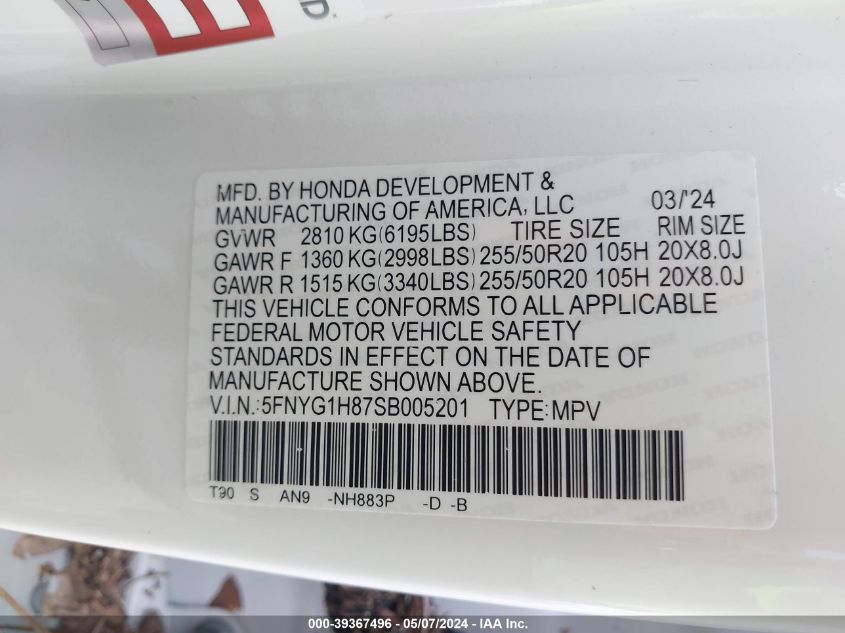 D
MFD. BY HONDA DEVELOPMENT &
MANUFACTURING OF AMERICA, LLC 03/'24
GVWR 2810 KG(6195LBS) TIRE SIZE RIM SIZE
GAWR F 1360 KG(2998LBS) 255/50R20 105H 20X8.0J
GAWR R 1515 KG(3340LBS) 255/50R20 105H 20X8.0J
THIS VEHICLE CONFORMS TO ALL APPLICABLE
FEDERAL MOTOR VEHICLE SAFETY
STANDARDS IN EFFECT ON THE DATE OF
MANUFACTURE SHOWN ABOVE.
V.I.N.:5FNYG1H87SB005201 TYPE:MPV
T90 S AN9 -NH883P -D -B
000-39367496 - 05/07/2024 - IAA Inc.